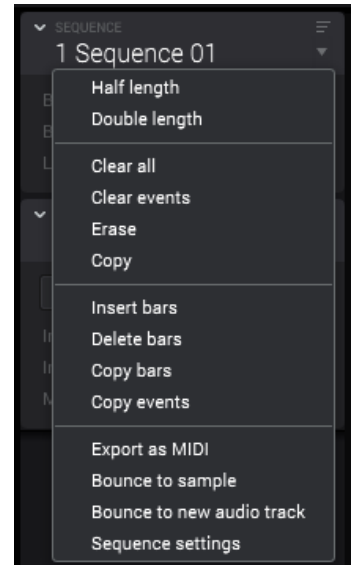 SEQUENCE
1 Sequence 01
Half length
Double length
Clear all
Clear events
Erase
Copy
Insert bars
Delete bars
Copy bars
Copy events
Export as MIDI
Bounce to sample
Bounce to new audio track
Sequence settings